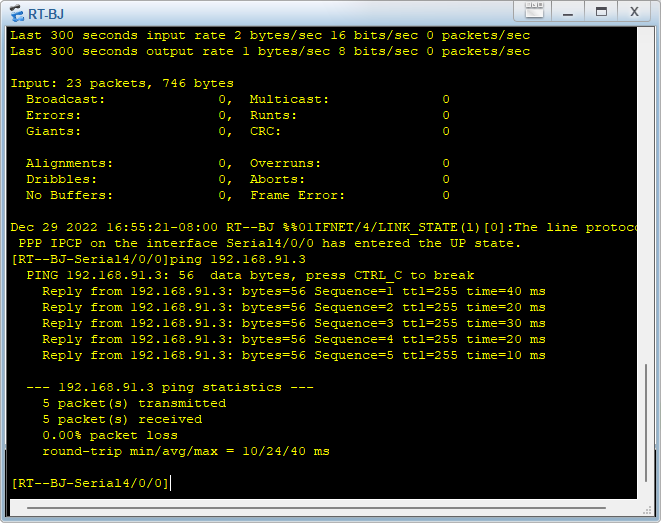 RT-BJ
Last 300 seconds input rate 2 bytes/sec 16 bits/sec 0 packets/sec
Last 300 seconds output rate 1 bytes/sec 8 bits/sec 0 packets/sec
Input: 23 packets, 746 bytes
Broadcast: 0, Multicast: 0
Errors: 0, Runts: 0
Giants: 0, CRC: 0
Alignments: 0, Overruns: 0
Dribbles: 0, Aborts: 0
No Buffers: 0, Frame Error: 0
Dec 29 2022 16:55:21-08:00 RT--BJ %%01IFNET/4/LINK_STATE(l)[0]:The line protoc
PPP IPCP on the interface Serial4/0/0 has entered the UP state.
[RT--BJ-Serial4/0/0]ping 192.168.91.3
PING 192.168.91.3: 56 data bytes, press CTRL_C to break
Reply from 192.168.91.3: bytes=56 Sequence=1 ttl=255 time=40 ms
Reply from 192.168.91.3: bytes=56 Sequence=2 ttl=255 time=20 ms
Reply from 192.168.91.3: bytes=56 Sequence=3 ttl=255 time=30 ms
Reply from 192.168.91.3: bytes=56 Sequence=4 ttl=255 time=20 ms
Reply from 192.168.91.3: bytes=56 Sequence=5 ttl=255 time=10 ms
--- 192.168.91.3 ping statistics ---
5 packet(s) transmitted
5 packet(s) received
0.00% packet loss
round-trip min/avg/max = 10/24/40 ms
[RT--BJ-Serial4/0/0]